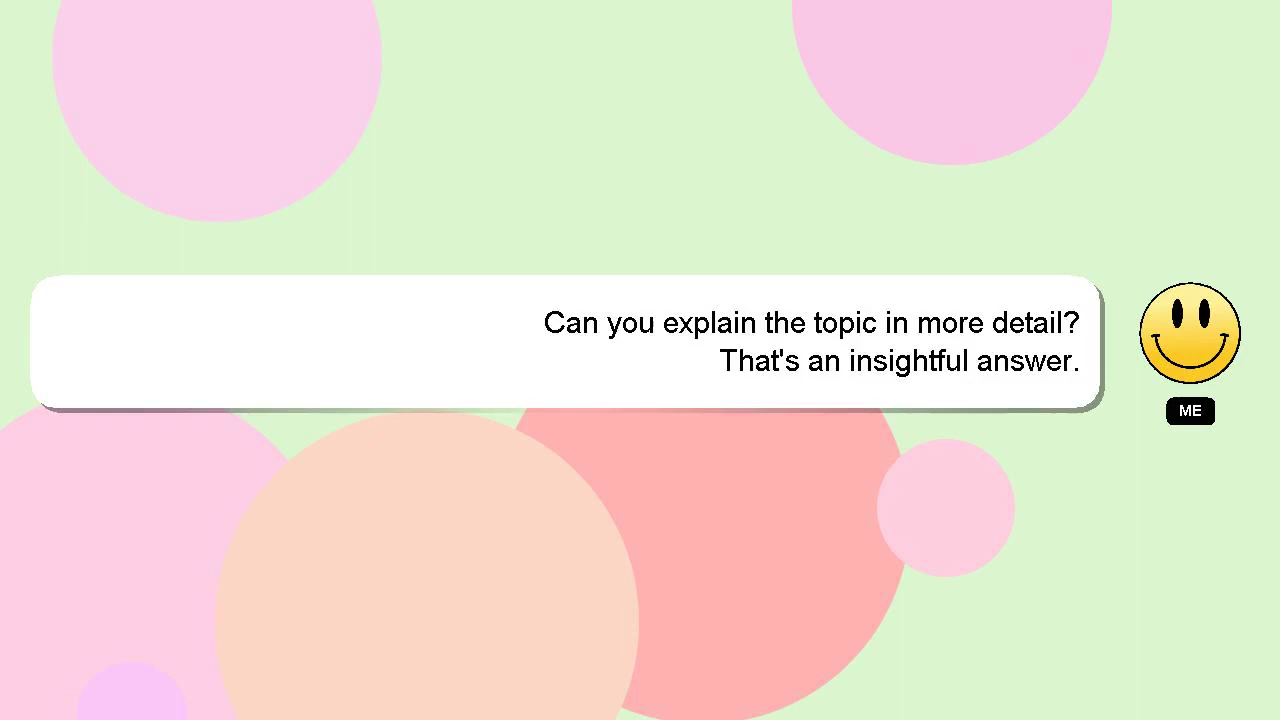 Can you explain the topic in more detail?
That's an insightful answer.
ME